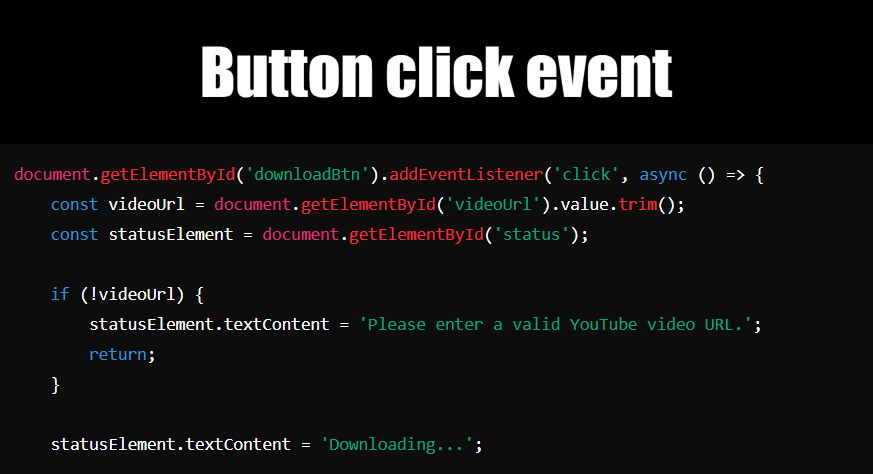 Button click event
document.getElementById('downloadBtn').addEventListener('click', async () => {
    const videoUrl = document.getElementById('videoUrl').value.trim();
    const statusElement = document.getElementById('status');
    if (!videoUrl) {
        statusElement.textContent = 'Please enter a valid YouTube video URL.';
        return;
    }
    statusElement.textContent = 'Downloading...';